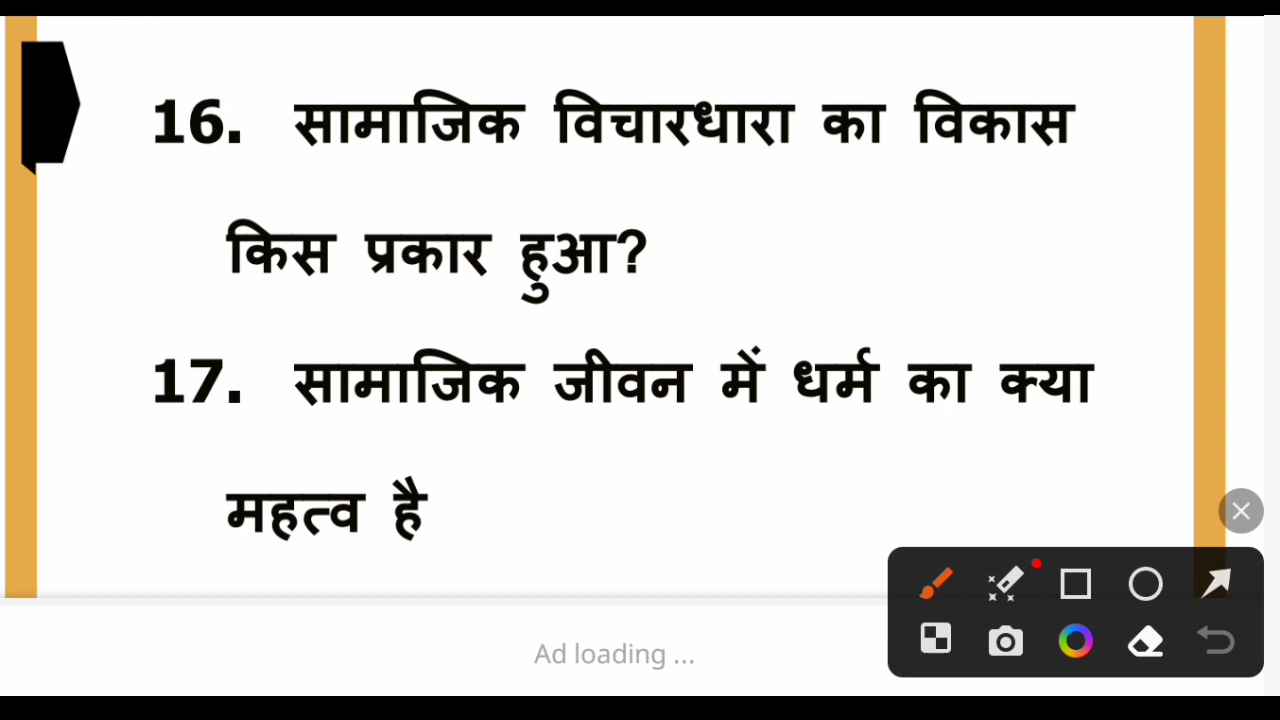 16. सामाजिक विचारधारा का विकास
किस प्रकार हुआ?
17. सामाजिक जीवन में धर्म का क्या
महत्व है
Ad loading ...